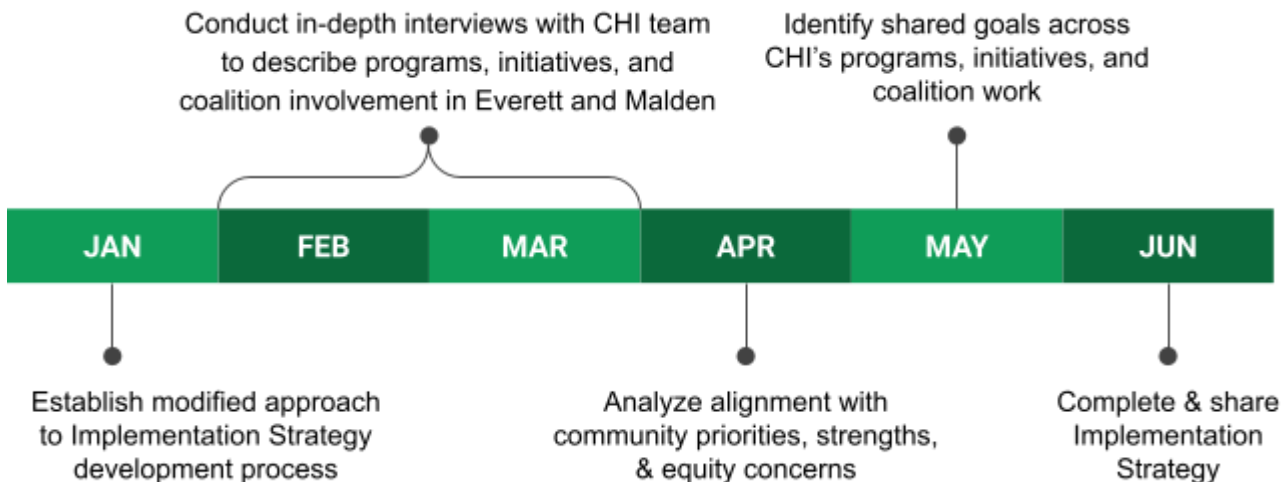 Conduct in-depth interviews with CHI team
to describe programs, initiatives, and
coalition involvement in Everett and Malden
Identify shared goals across
CHI's programs, initiatives, and
coalition work
JAN
FEB
MAR
APR
MAY
JUN
Establish modified approach
to Implementation Strategy
development process
Analyze alignment with
community priorities, strengths,
& equity concerns
Complete & share
Implementation
Strategy